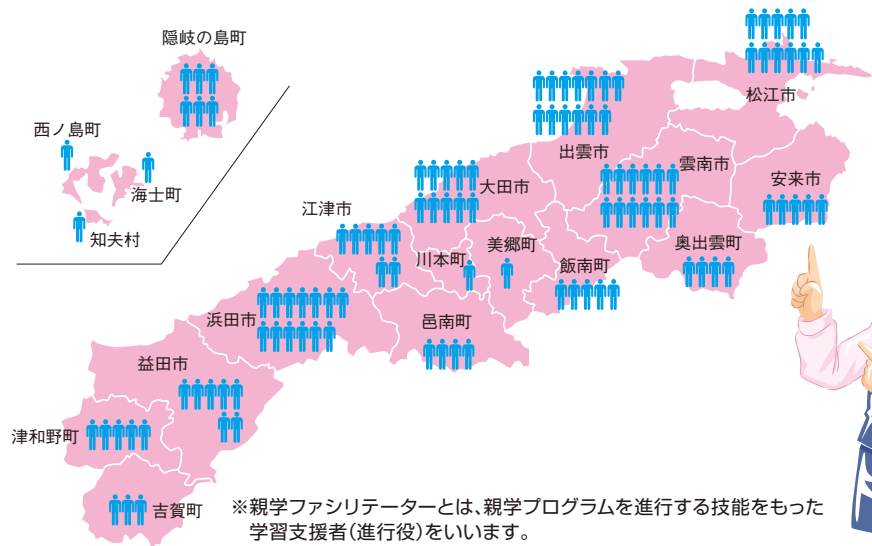 隠岐の島町
西ノ島町
海士町
知夫村
松江市
出雲市
雲南市
安来市
大田市
江津市
川本町
美郷町
飯南町
奥出雲町
浜田市
邑南町
益田市
津和野町
吉賀町
※親学ファシリテーターとは、親学プログラムを進行する技能をもった
学習支援者(進行役)をいいます。